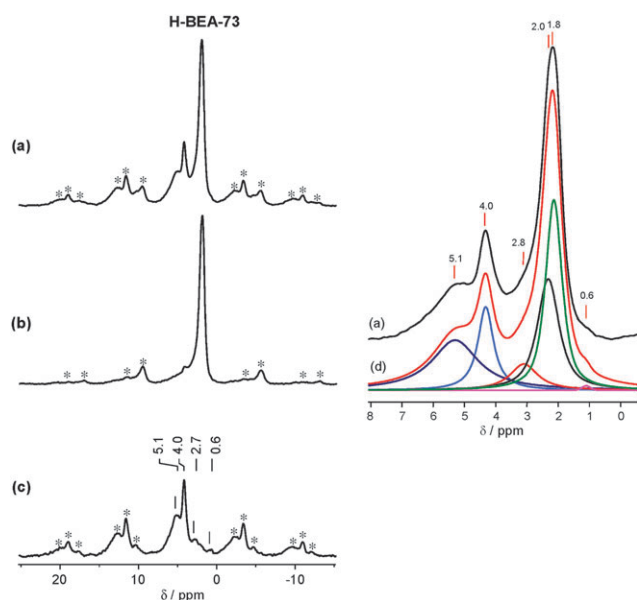 H-BEA-73
(a)
* * * * * * * * * * * *
(b)
* * * * * * * *
5.1 4.0 2.7 0.6
(c)
* * * * * * * * * * * *
20 10 0 -10
δ / ppm
2.0 1.8
4.0
2.8
5.1
0.6
(a)
(d)
8 7 6 5 4 3 2 1 0
δ / ppm